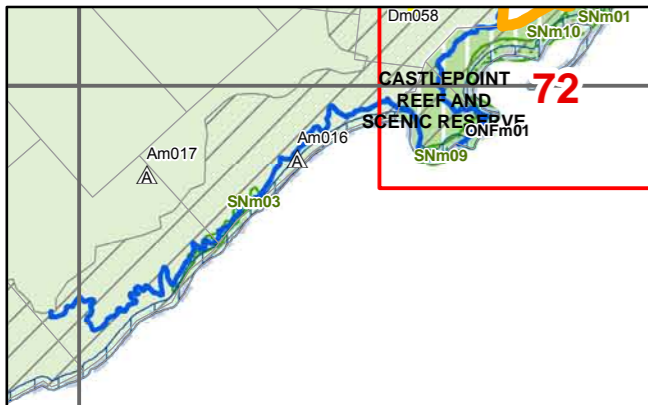 Dm058
SNm01
SNm10
CASTLEPOINT
REEF AND
SCENIC RESERVE
72
ONFm01
Am017
A
Am016
A
SNm09
SNm03